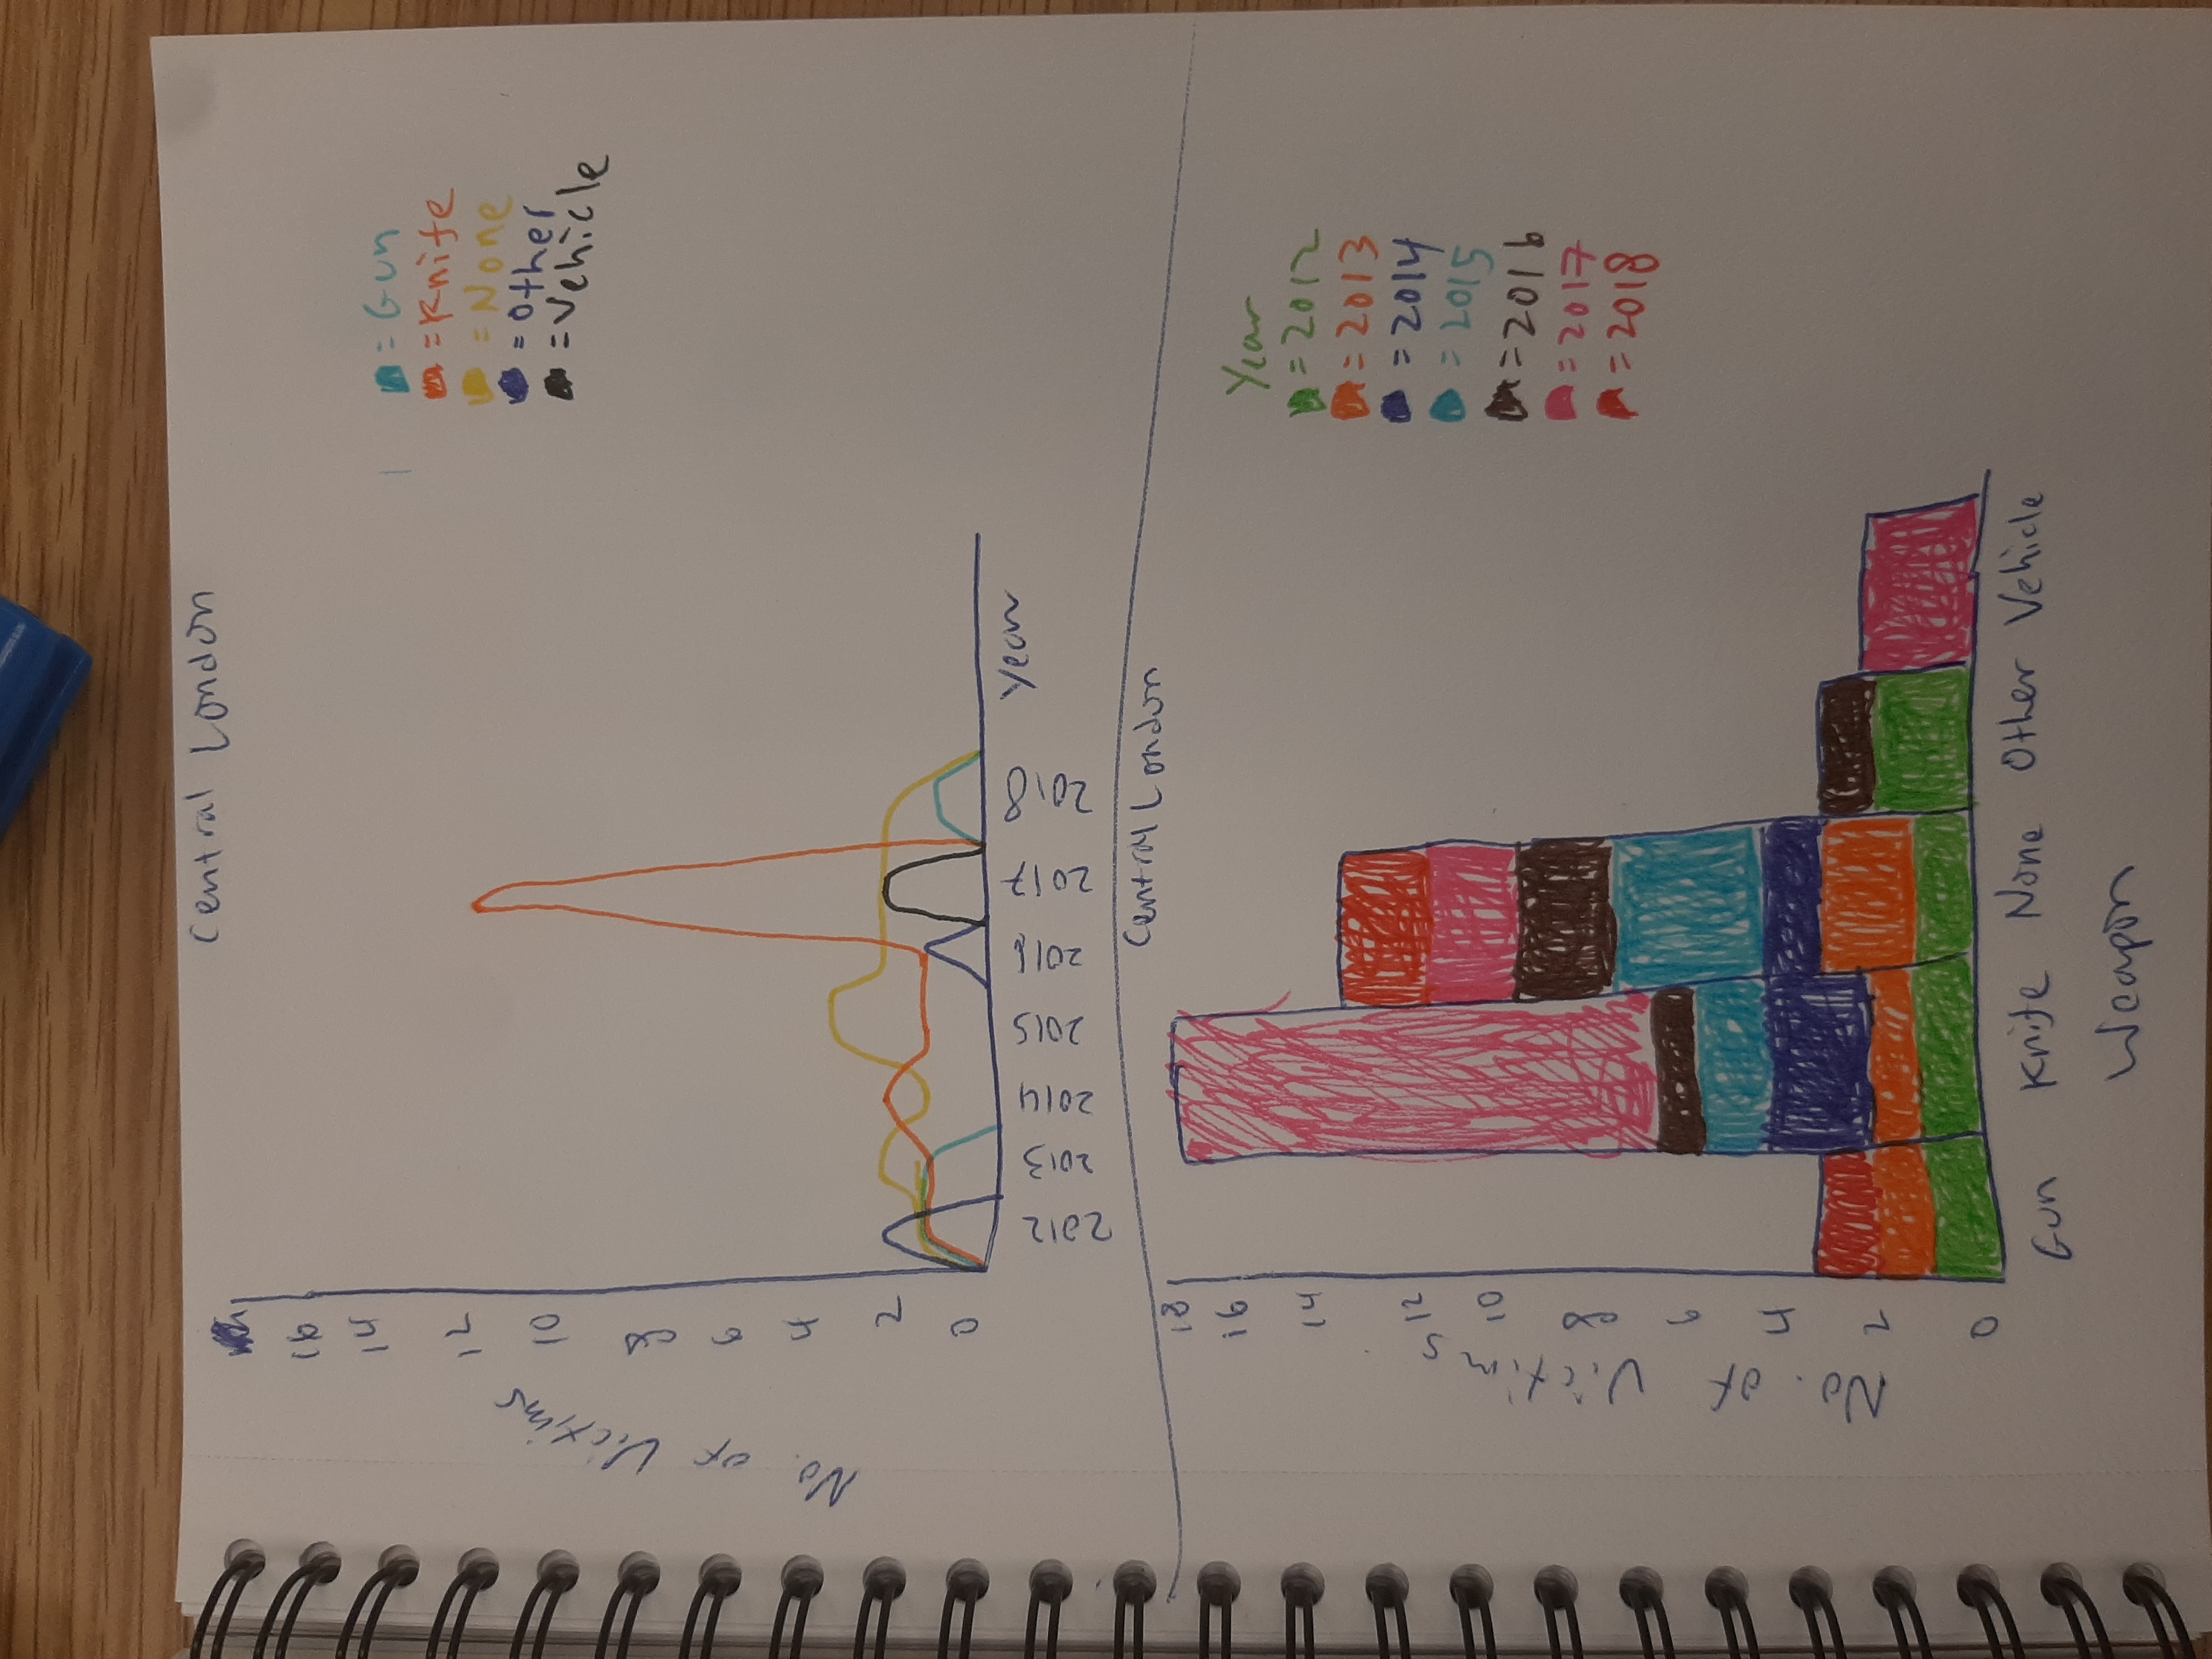 Central London
16
14
12
10
8
6
4
2
0
No. of Victims
= Gun
= Knife
= None
= Other
= Vehicle
2012 2013 2014 2015 2016 2017 2018 Year
Central London
18
16
14
12
10
8
6
4
2
0
No. of Victims
Year
= 2012
= 2013
= 2014
= 2015
= 2016
= 2017
= 2018
Gun Knife None Other Vehicle
Weapon